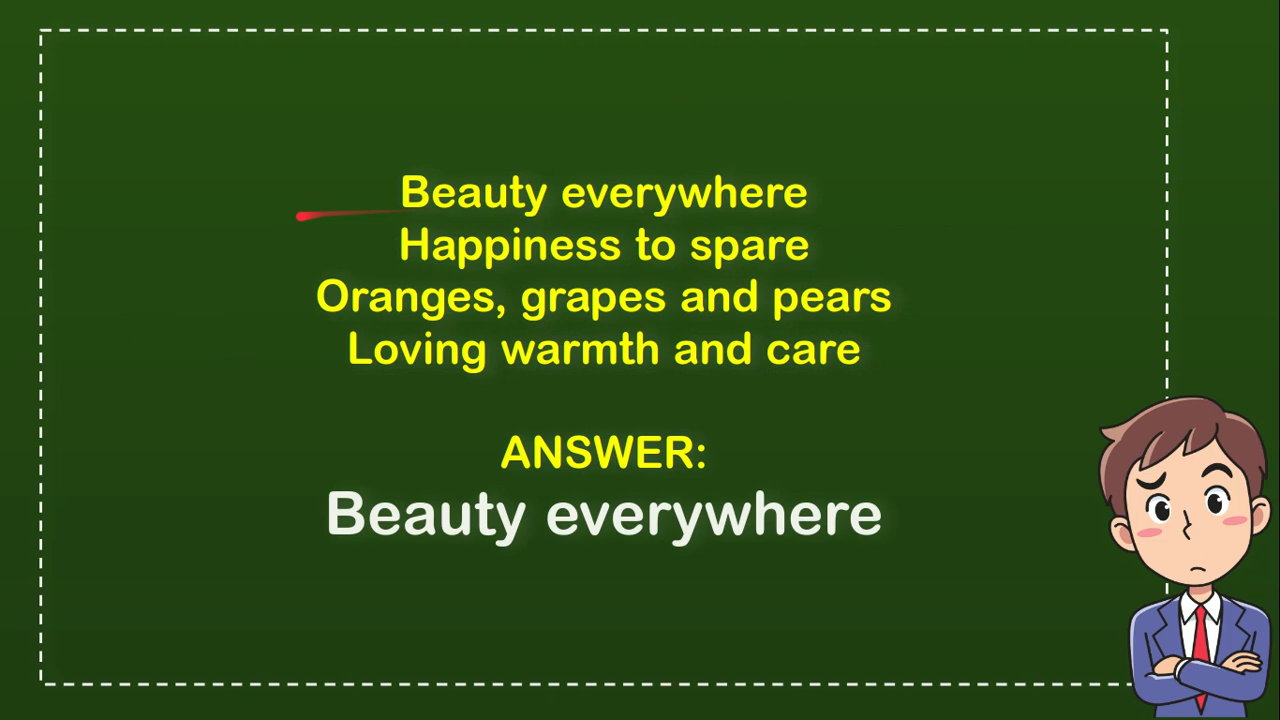 Beauty everywhere
Happiness to spare
Oranges, grapes and pears
Loving warmth and care
ANSWER:
Beauty everywhere